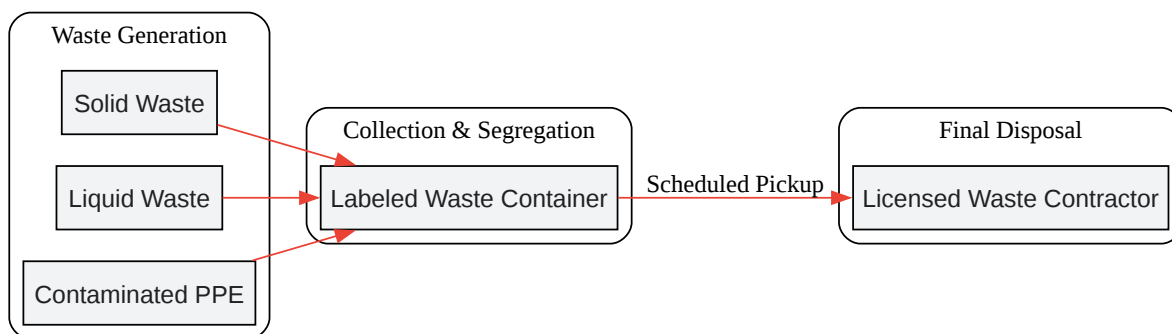 Waste Generation
Solid Waste
Liquid Waste
Contaminated PPE
Collection & Segregation
Labeled Waste Container
Scheduled Pickup
Final Disposal
Licensed Waste Contractor